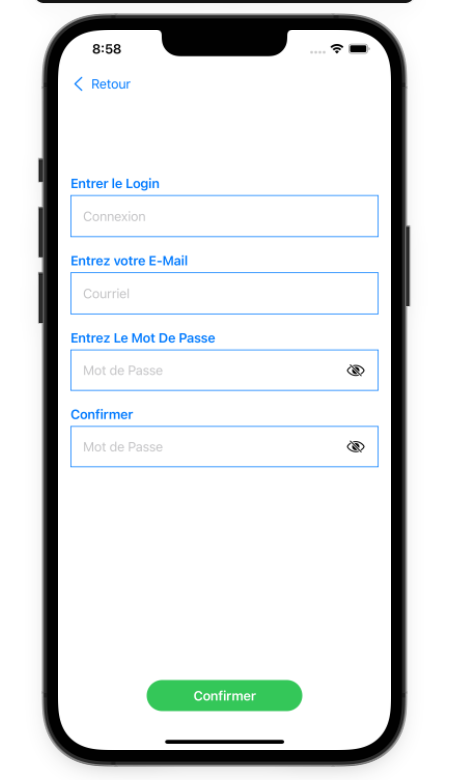 8:58
Retour
Entrer le Login
Connexion
Entrez votre E-Mail
Courriel
Entrez Le Mot De Passe
Mot de Passe
Confirmer
Mot de Passe
Confirmer